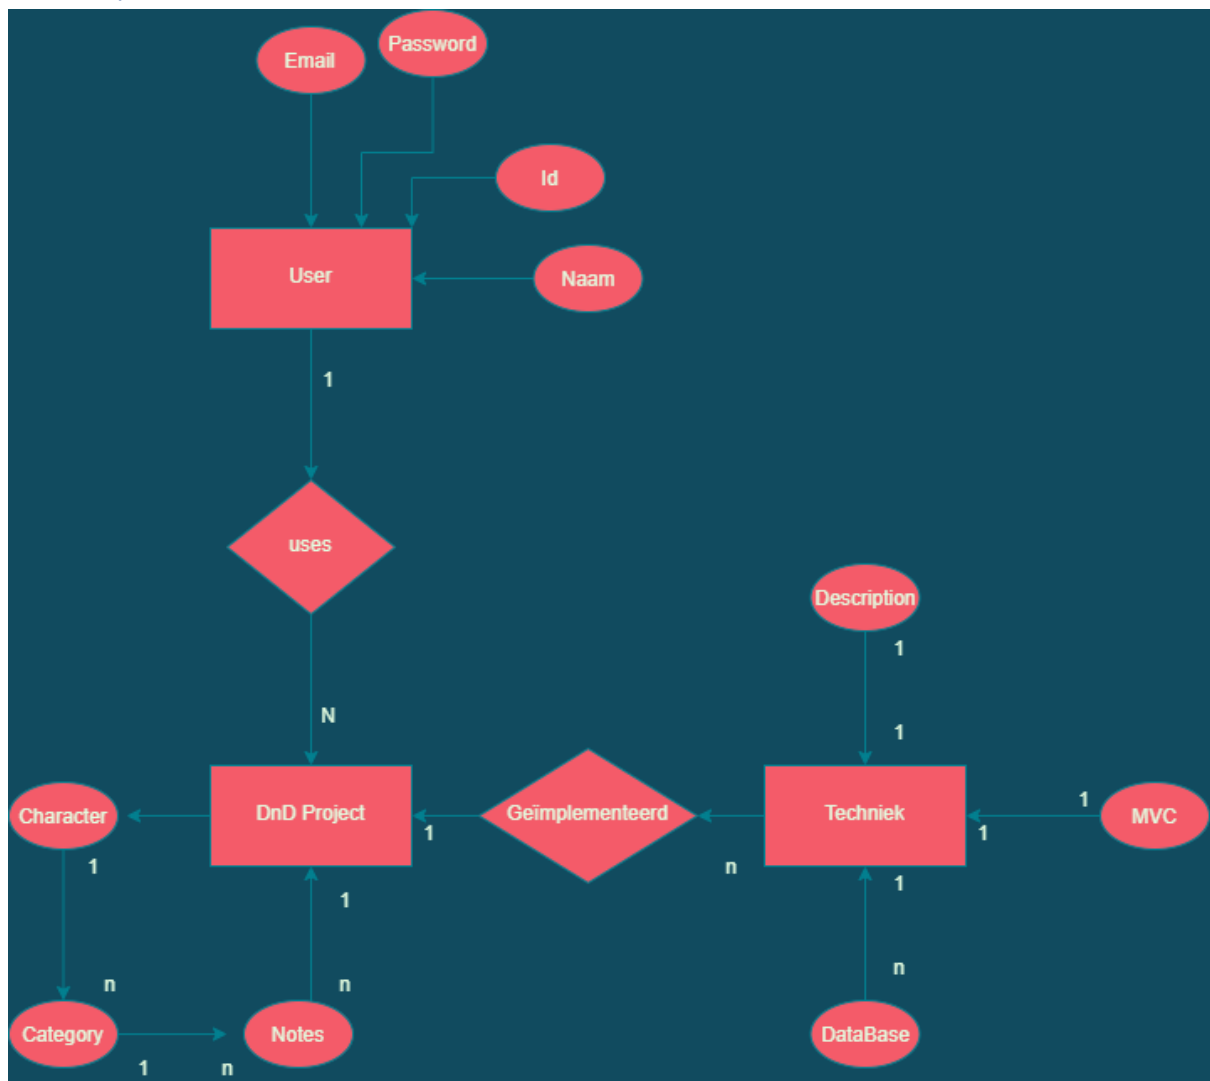 Password
Email
Id
User
Naam
1
uses
Description
1
N
1
Character
DnD Project
Geïmplementeerd
Techniek
1
MVC
1
1
1
n
1
1
n
n
n
Category
Notes
DataBase
1
n